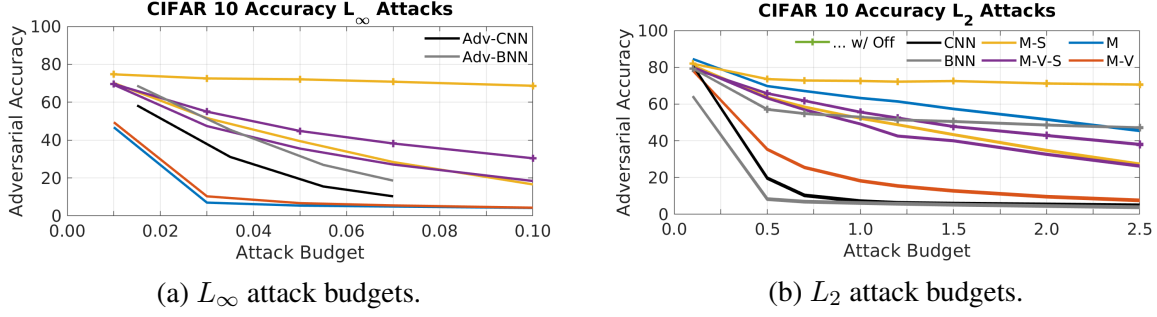 CIFAR 10 Accuracy L∞ Attacks
100
80
60
40
20
0
Adversarial Accuracy
Adv-CNN
Adv-BNN
0.00 0.02 0.04 0.06 0.08 0.10
Attack Budget
(a) L∞ attack budgets.
CIFAR 10 Accuracy L2 Attacks
100
80
60
40
20
0
Adversarial Accuracy
... w/ Off CNN M-S M
BNN M-V-S M-V
0.0 0.5 1.0 1.5 2.0 2.5
Attack Budget
(b) L2 attack budgets.